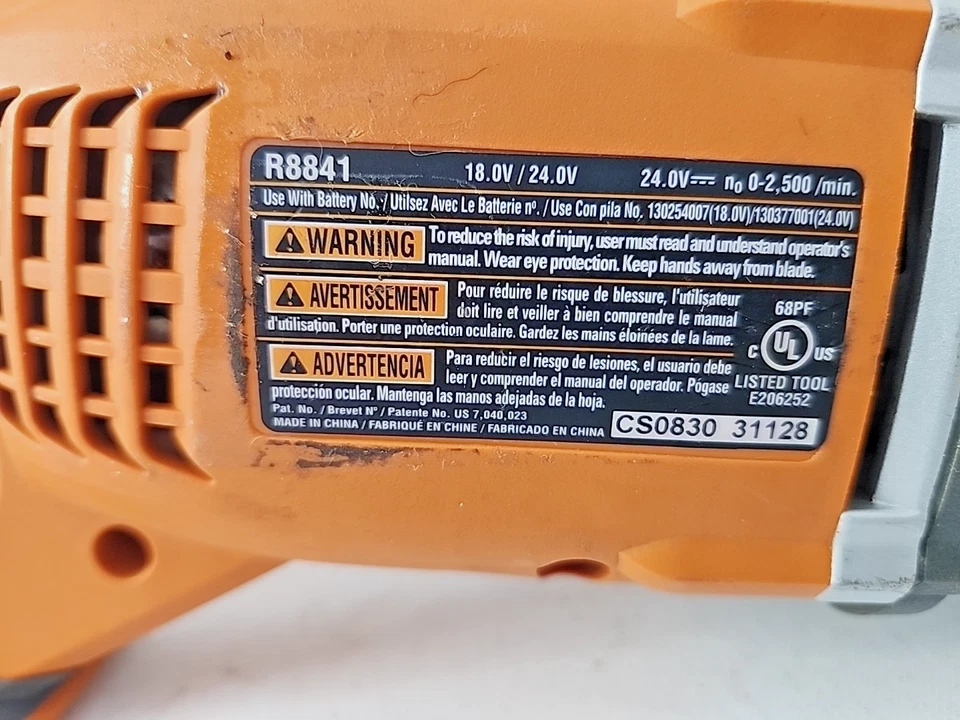 R8841 18.0V / 24.0V 24.0V⎓ n₀ 0-2,500 /min.
Use With Battery No. / Utilsez Avec Le Batterie nº. / Use Con pila No. 130254007(18.0V)/130377001(24.0V)
WARNING To reduce the risk of injury, user must read and understand operator's
manual. Wear eye protection. Keep hands away from blade.
AVERTISSEMENT Pour réduire le risque de blessure, l'utilisateur
doit lire et veiller à bien comprendre le manual
d'utilisation. Porter une protection oculaire. Gardez les mains éloinées de la lame.
ADVERTENCIA Para reducir el riesgo de lesiones, el usuario debe
leer y comprender el manual del operador. Pógase
protección ocular. Mantenga las manos adejadas de la hoja.
68PF
C UL US
LISTED TOOL
E206252
Pat. No. / Brevet N° / Patente No. US 7,040,023
MADE IN CHINA / FABRIQUÉ EN CHINE / FABRICADO EN CHINA
CS0830 31128